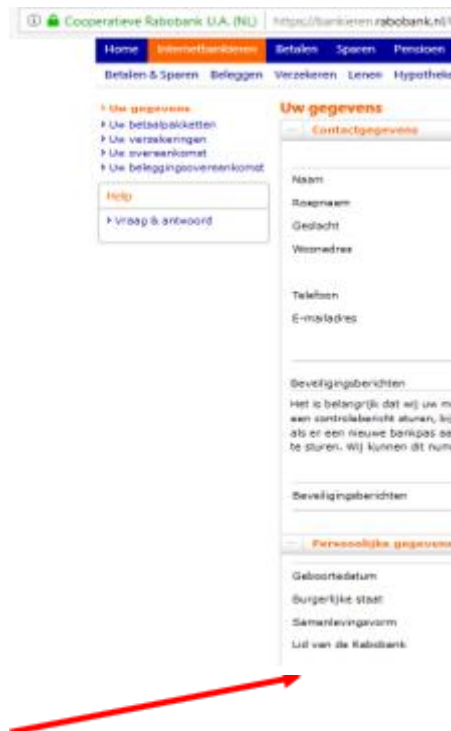 Cooperatieve Rabobank U.A. (NL) https://bankieren.rabobank.nl/
Home Internetbankieren Betalen Sparen Pensioen
Betalen & Sparen Beleggen Verzekeren Lenen Hypotheke
Uw gegevens
Uw betaalpakketten
Uw verzekeringen
Uw overeenkomst
Uw beleggingsovereenkomst
Help
Vraag & antwoord
Uw gegevens
Contactgegevens
Naam
Roepnaam
Geslacht
Woonadres
Telefoon
E-mailadres
Beveiligingsberichten
Het is belangrijk dat wij uw m
een controlebericht sturen, bij
als er een nieuwe bankpas aa
te sturen. Wij kunnen dit num
Beveiligingsberichten
Persoonlijke gegevens
Geboortedatum
Burgerlijke staat
Samenlevingsvorm
Lid van de Rabobank